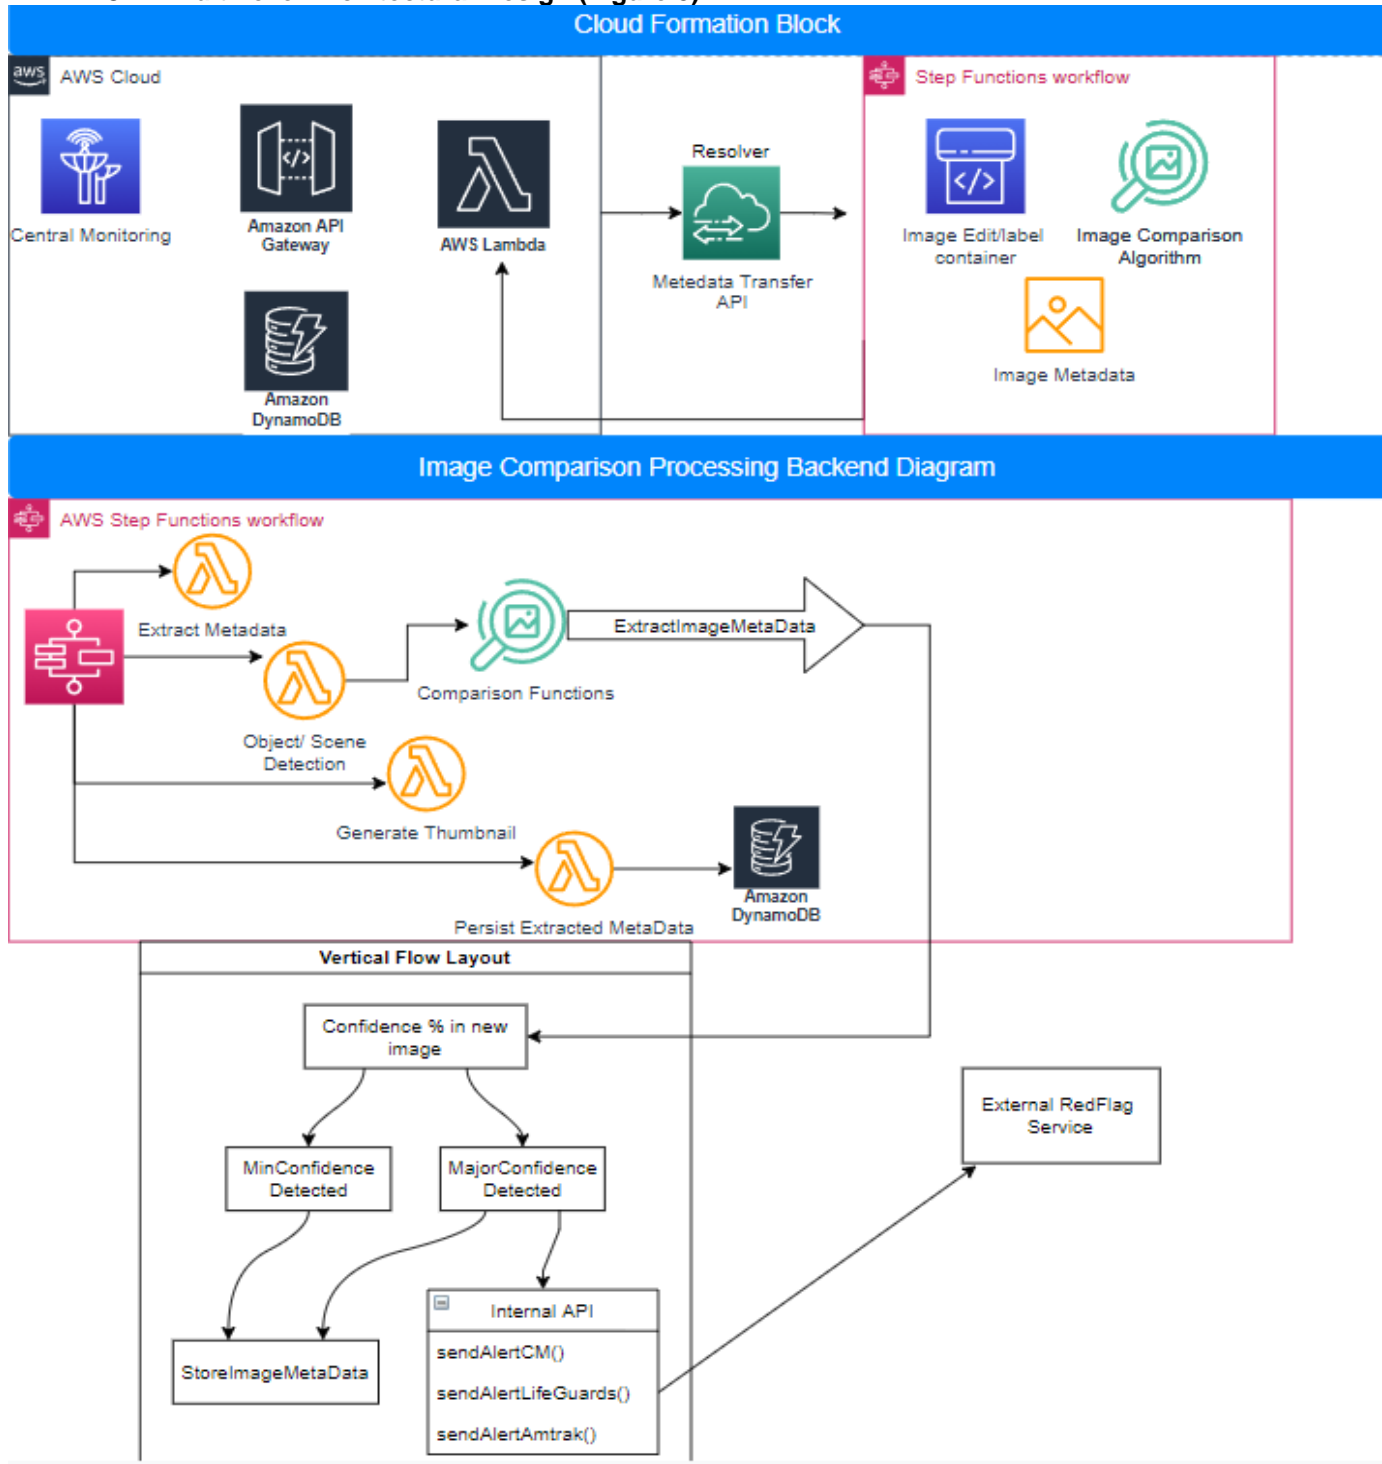 Cloud Formation Block
aws
AWS Cloud
Step Functions workflow
Resolver
Amazon API
Gateway
Central Monitoring
AWS Lambda
Image Edit/label
container
Image Comparison
Algorithm
Metedata Transfer
API
Image Metadata
Amazon
DynamoDB
Image Comparison Processing Backend Diagram
AWS Step Functions workflow
Extract Metadata
ExtractImageMetaData
Comparison Functions
Object/ Scene
Detection
Generate Thumbnail
Amazon
DynamoDB
Persist Extracted MetaData
Vertical Flow Layout
Confidence % in new
image
External RedFlag
Service
MinConfidence
Detected
MajorConfidence
Detected
Internal API
sendAlertCM()
StoreImageMetaData
sendAlertLifeGuards()
sendAlertAmtrak()